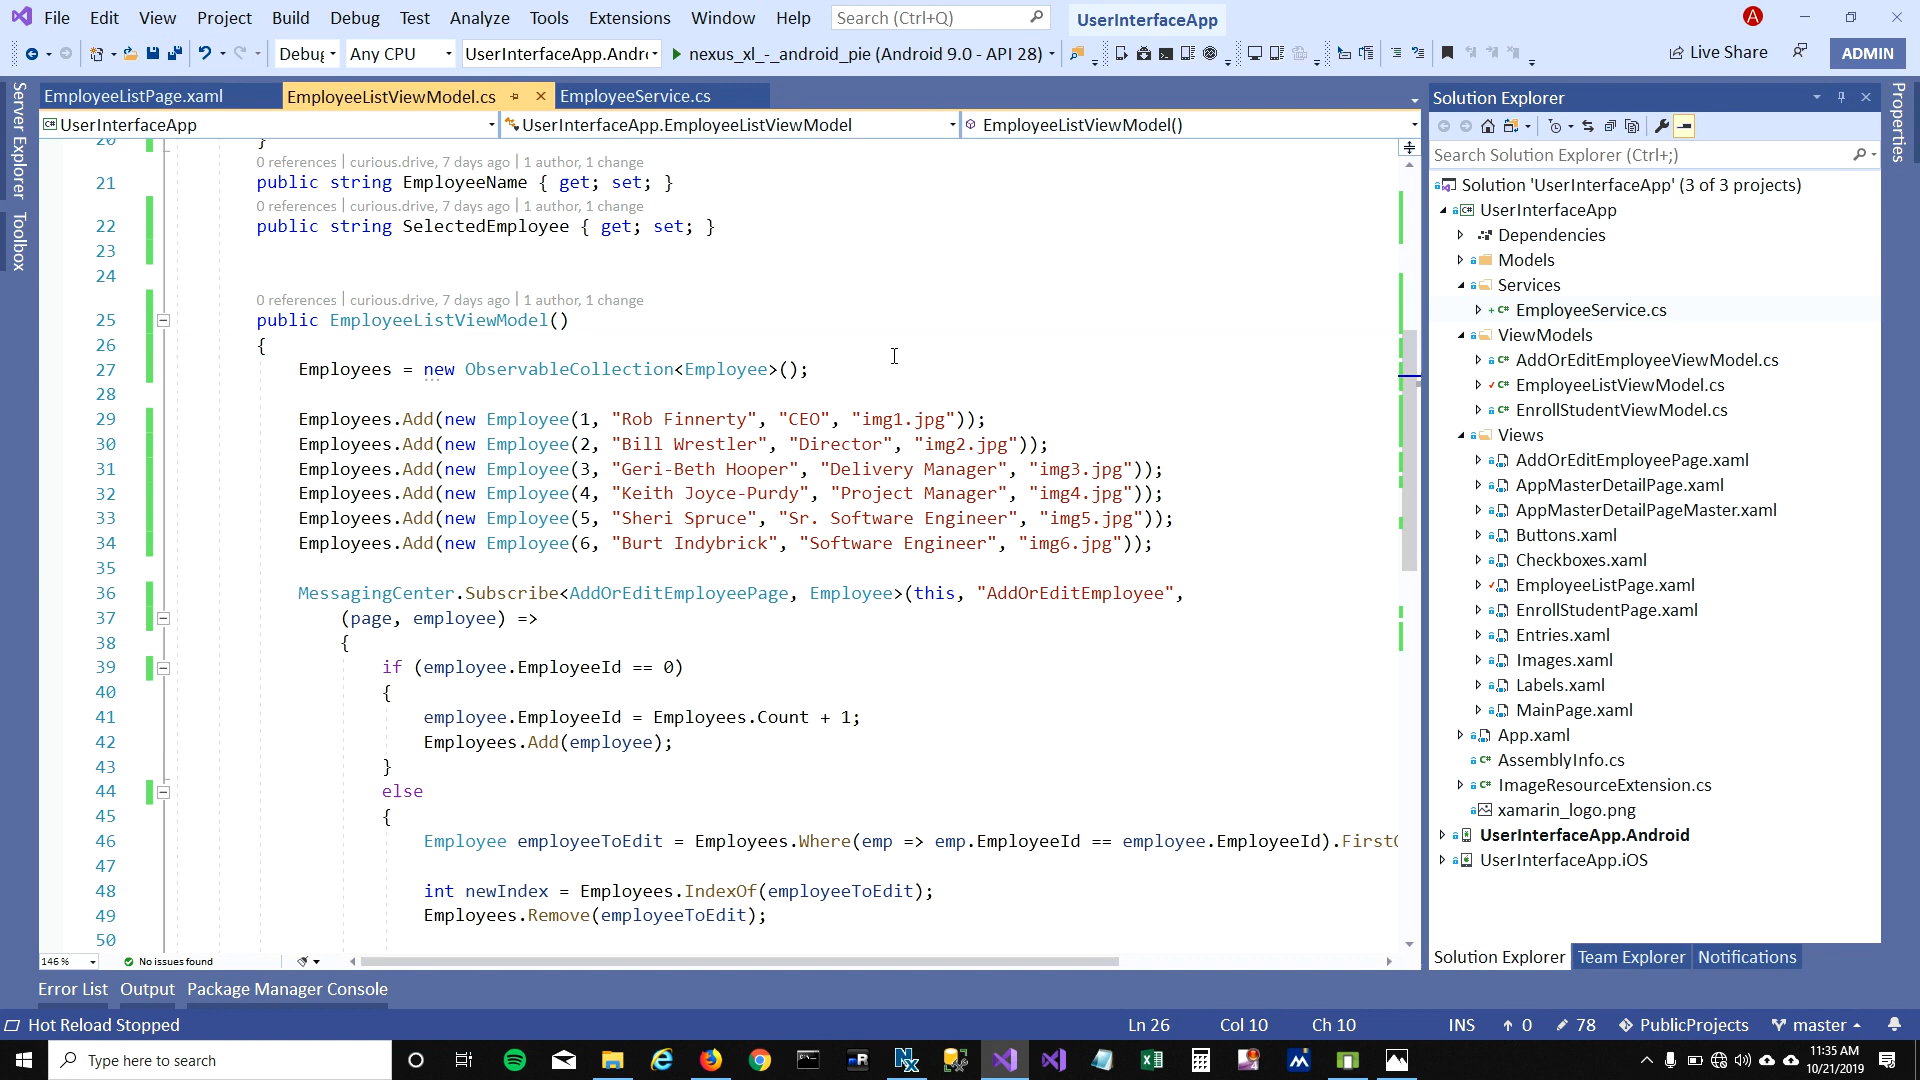 File Edit View Project Build Debug Test Analyze Tools Extensions Window Help Search (Ctrl+Q) UserInterfaceApp A
Debug Any CPU UserInterfaceApp.Andr nexus_xl_-_android_pie (Android 9.0 - API 28) Live Share ADMIN
Server Explorer
Toolbox
EmployeeListPage.xaml EmployeeListViewModel.cs EmployeeService.cs
UserInterfaceApp UserInterfaceApp.EmployeeListViewModel EmployeeListViewModel()
20 }
0 references | curious.drive, 7 days ago | 1 author, 1 change
21 public string EmployeeName { get; set; }
0 references | curious.drive, 7 days ago | 1 author, 1 change
22 public string SelectedEmployee { get; set; }
23
24
0 references | curious.drive, 7 days ago | 1 author, 1 change
25 public EmployeeListViewModel()
26 {
27 Employees = new ObservableCollection<Employee>();
28
29 Employees.Add(new Employee(1, "Rob Finnerty", "CEO", "img1.jpg"));
30 Employees.Add(new Employee(2, "Bill Wrestler", "Director", "img2.jpg"));
31 Employees.Add(new Employee(3, "Geri-Beth Hooper", "Delivery Manager", "img3.jpg"));
32 Employees.Add(new Employee(4, "Keith Joyce-Purdy", "Project Manager", "img4.jpg"));
33 Employees.Add(new Employee(5, "Sheri Spruce", "Sr. Software Engineer", "img5.jpg"));
34 Employees.Add(new Employee(6, "Burt Indybrick", "Software Engineer", "img6.jpg"));
35
36 MessagingCenter.Subscribe<AddOrEditEmployeePage, Employee>(this, "AddOrEditEmployee",
37 (page, employee) =>
38 {
39 if (employee.EmployeeId == 0)
40 {
41 employee.EmployeeId = Employees.Count + 1;
42 Employees.Add(employee);
43 }
44 else
45 {
46 Employee employeeToEdit = Employees.Where(emp => emp.EmployeeId == employee.EmployeeId).First
47
48 int newIndex = Employees.IndexOf(employeeToEdit);
49 Employees.Remove(employeeToEdit);
50
146 % No issues found
Solution Explorer
Search Solution Explorer (Ctrl+;)
Solution 'UserInterfaceApp' (3 of 3 projects)
UserInterfaceApp
Dependencies
Models
Services
EmployeeService.cs
ViewModels
AddOrEditEmployeeViewModel.cs
EmployeeListViewModel.cs
EnrollStudentViewModel.cs
Views
AddOrEditEmployeePage.xaml
AppMasterDetailPage.xaml
AppMasterDetailPageMaster.xaml
Buttons.xaml
Checkboxes.xaml
EmployeeListPage.xaml
EnrollStudentPage.xaml
Entries.xaml
Images.xaml
Labels.xaml
MainPage.xaml
App.xaml
AssemblyInfo.cs
ImageResourceExtension.cs
xamarin_logo.png
UserInterfaceApp.Android
UserInterfaceApp.iOS
Solution Explorer Team Explorer Notifications
Properties
Error List Output Package Manager Console
Hot Reload Stopped Ln 26 Col 10 Ch 10 INS 0 78 PublicProjects master
Type here to search
11:35 AM
10/21/2019